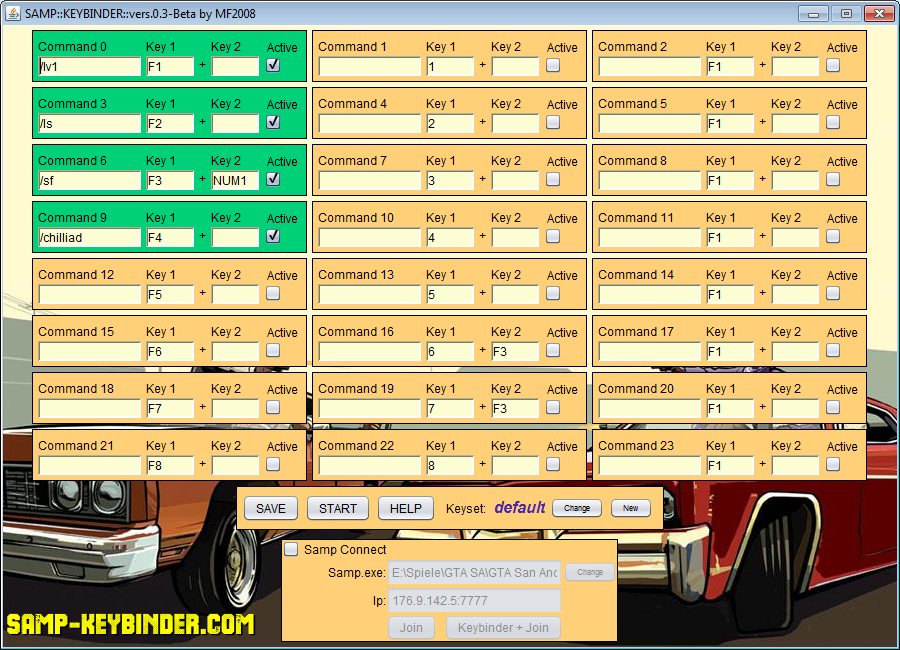 SAMP::KEYBINDER::vers.0.3-Beta by MF2008
Command 0 Key 1 Key 2 Active Command 1 Key 1 Key 2 Active Command 2 Key 1 Key 2 Active
/lv1 F1 + 1 + F1 +
Command 3 Key 1 Key 2 Active Command 4 Key 1 Key 2 Active Command 5 Key 1 Key 2 Active
/ls F2 + 2 + F1 +
Command 6 Key 1 Key 2 Active Command 7 Key 1 Key 2 Active Command 8 Key 1 Key 2 Active
/sf F3 + NUM1 3 + F1 +
Command 9 Key 1 Key 2 Active Command 10 Key 1 Key 2 Active Command 11 Key 1 Key 2 Active
/chilliad F4 + 4 + F1 +
Command 12 Key 1 Key 2 Active Command 13 Key 1 Key 2 Active Command 14 Key 1 Key 2 Active
F5 + 5 + F1 +
Command 15 Key 1 Key 2 Active Command 16 Key 1 Key 2 Active Command 17 Key 1 Key 2 Active
F6 + 6 + F3 F1 +
Command 18 Key 1 Key 2 Active Command 19 Key 1 Key 2 Active Command 20 Key 1 Key 2 Active
F7 + 7 + F3 F1 +
Command 21 Key 1 Key 2 Active Command 22 Key 1 Key 2 Active Command 23 Key 1 Key 2 Active
F8 + 8 + F1 +
SAVE START HELP Keyset: default Change New
Samp Connect
Samp.exe: E:\Spiele\GTA SA\GTA San And Change
Ip: 176.9.142.5:7777
Join Keybinder + Join
SAMP-KEYBINDER.COM